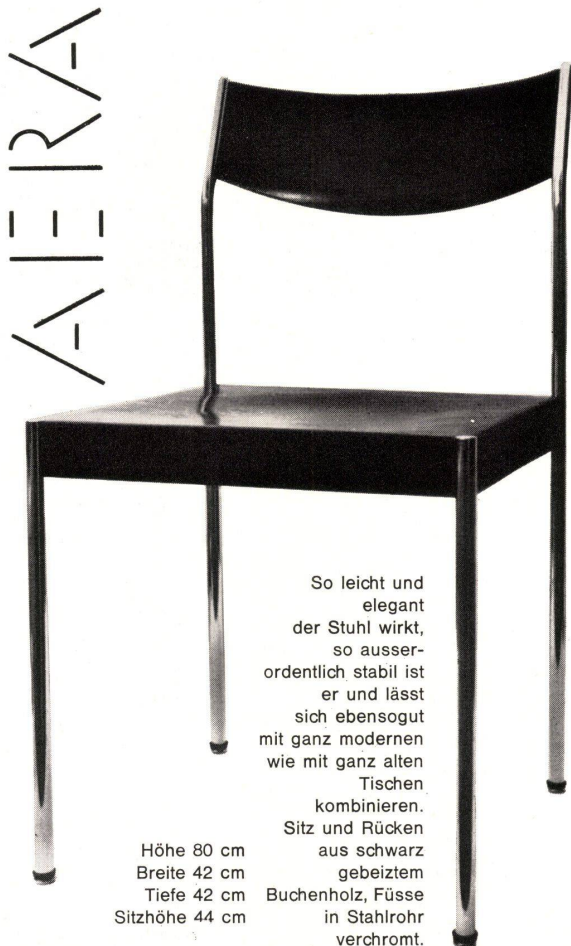 AERA
So leicht und
elegant
der Stuhl wirkt,
so ausser-
ordentlich stabil ist
er und lässt
sich ebensogut
mit ganz modernen
wie mit ganz alten
Tischen
kombinieren.
Sitz und Rücken
aus schwarz
gebeiztem
Buchenholz, Füsse
in Stahlrohr
verchromt.
Höhe 80 cm
Breite 42 cm
Tiefe 42 cm
Sitzhöhe 44 cm